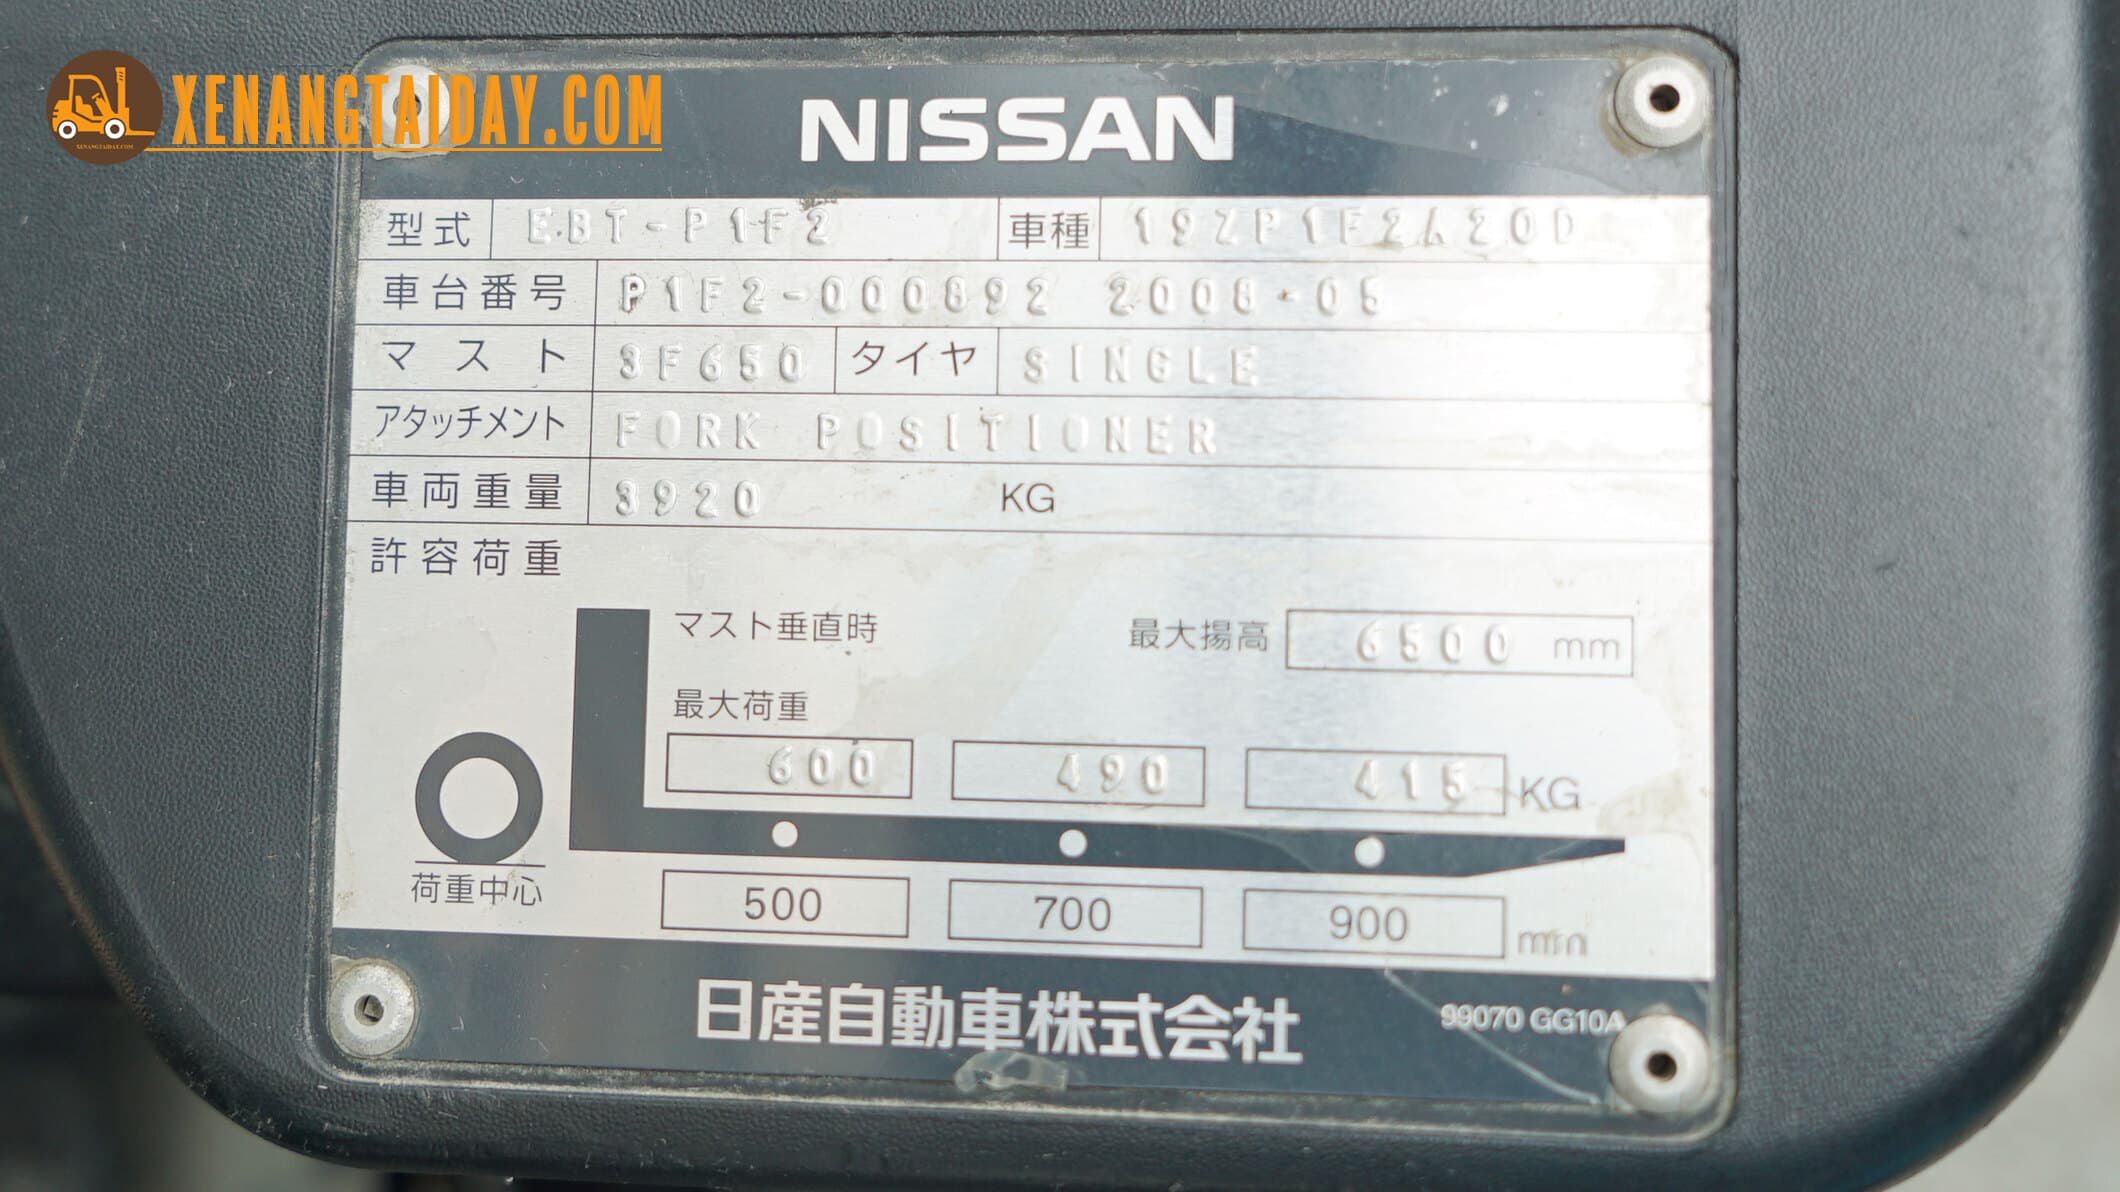 XENANGTAIDAY.COM
XENANGTAIDAY.COM
NISSAN
型式 EBT-P1F2 車種 19ZP1F2A20D
車台番号 P1F2-000892 2008-05
マスト 3F650 タイヤ SINGLE
アタッチメント FORK POSITIONER
車両重量 3920 KG
許容荷重
マスト垂直時 最大揚高 6500 mm
最大荷重
600 490 415 KG
荷重中心
500 700 900 mm
日産自動車株式会社 99070 GG10A